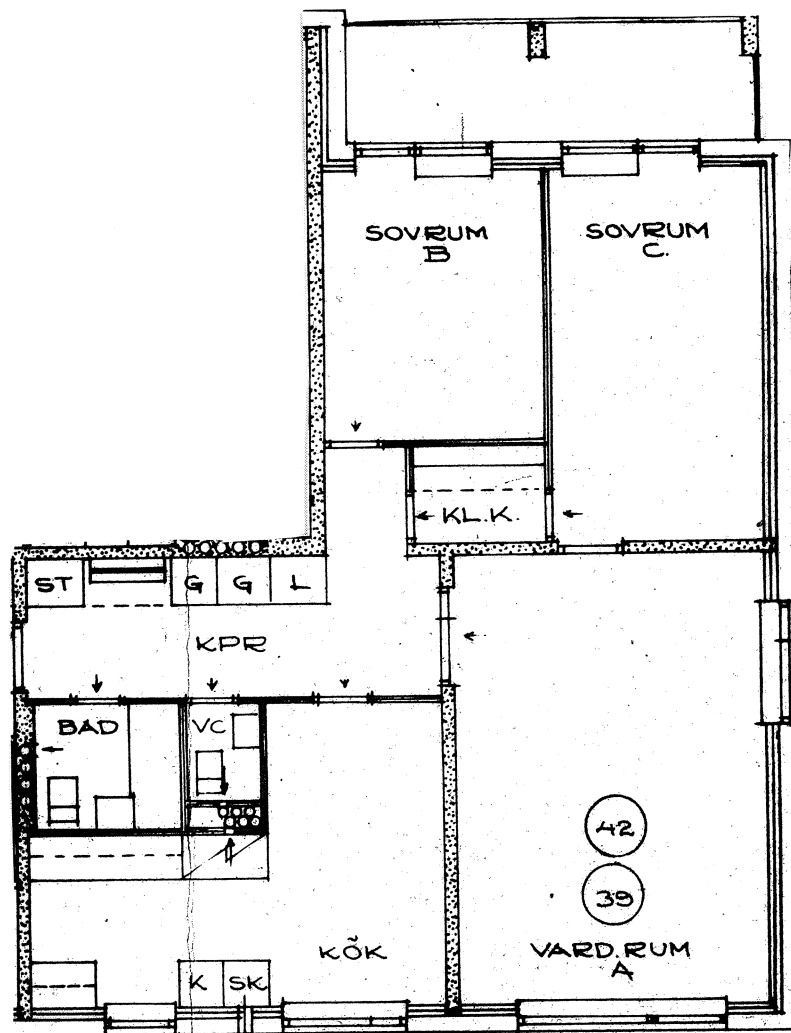 SOVRUM
B
SOVRUM
C.
KL.K.
ST
G
G
L
KPR
BAD
VC
42
39
KÖK
VARD.RUM
A
K
SK